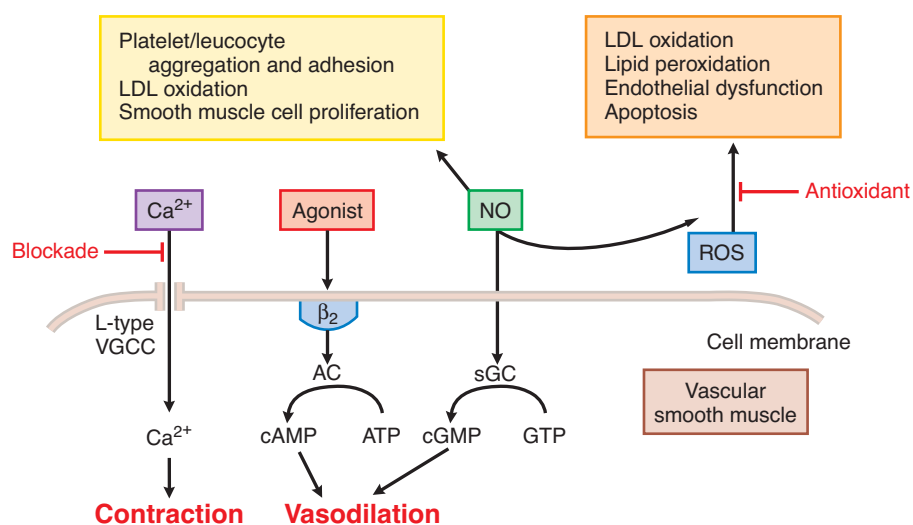 Platelet/leucocyte
aggregation and adhesion
LDL oxidation
Smooth muscle cell proliferation
LDL oxidation
Lipid peroxidation
Endothelial dysfunction
Apoptosis
Antioxidant
Ca²⁺
Agonist
NO
ROS
Blockade
β₂
L-type
VGCC
Cell membrane
AC
sGC
Vascular
smooth muscle
Ca²⁺
cAMP
ATP
cGMP
GTP
Contraction
Vasodilation